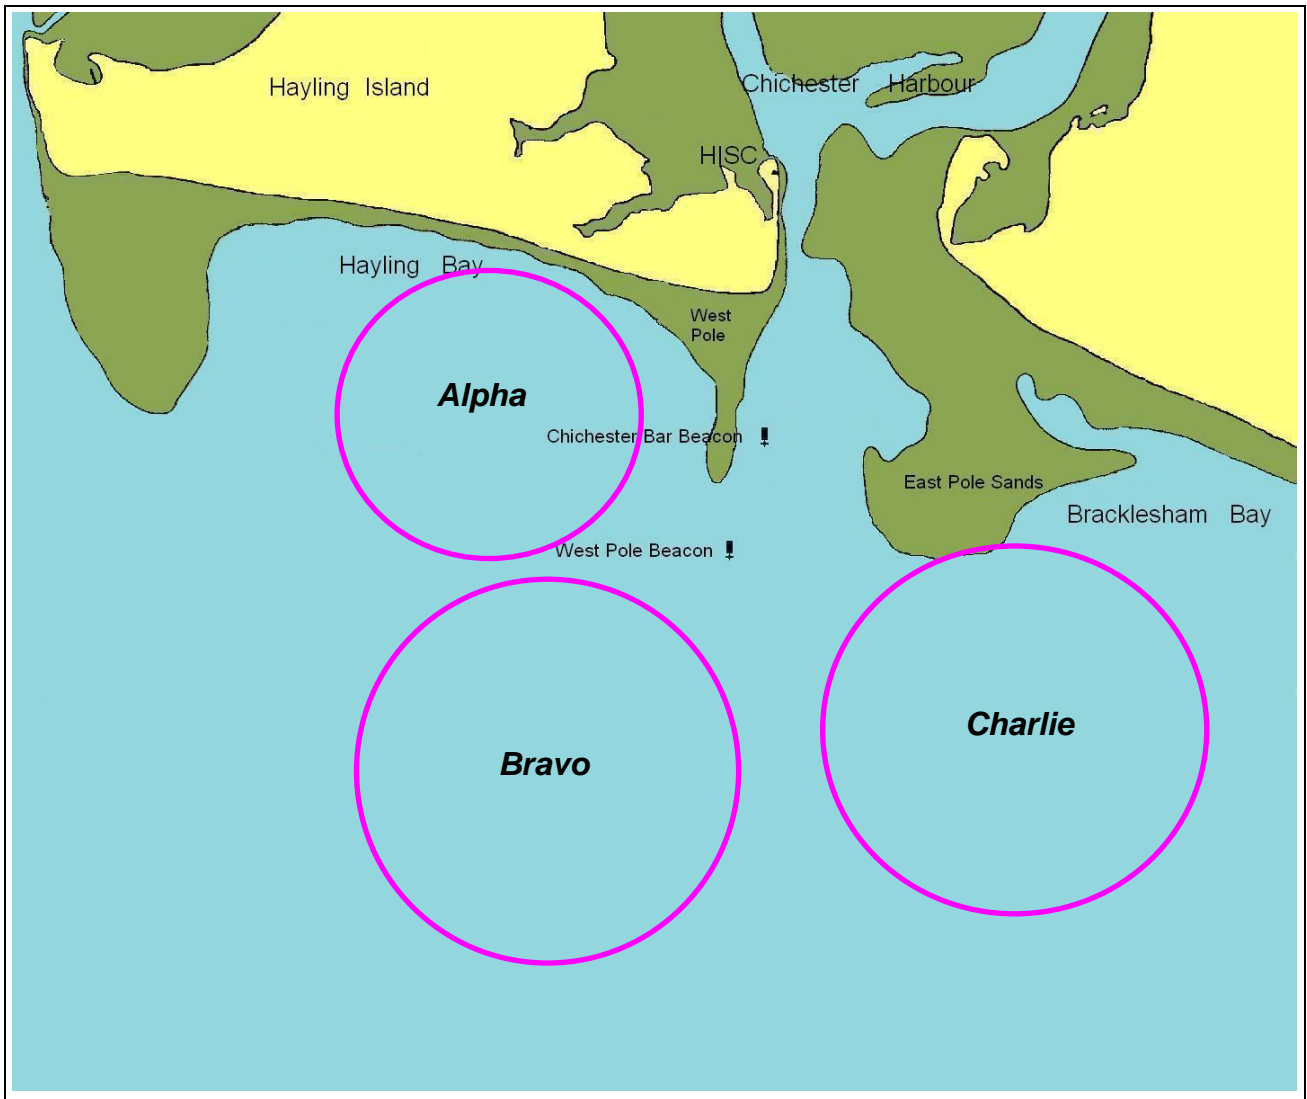 Chichester Harbour
Hayling Island
HISC
Hayling Bay
West
Pole
Alpha
Chichester Bar Beacon
East Pole Sands
Bracklesham Bay
West Pole Beacon
Charlie
Bravo